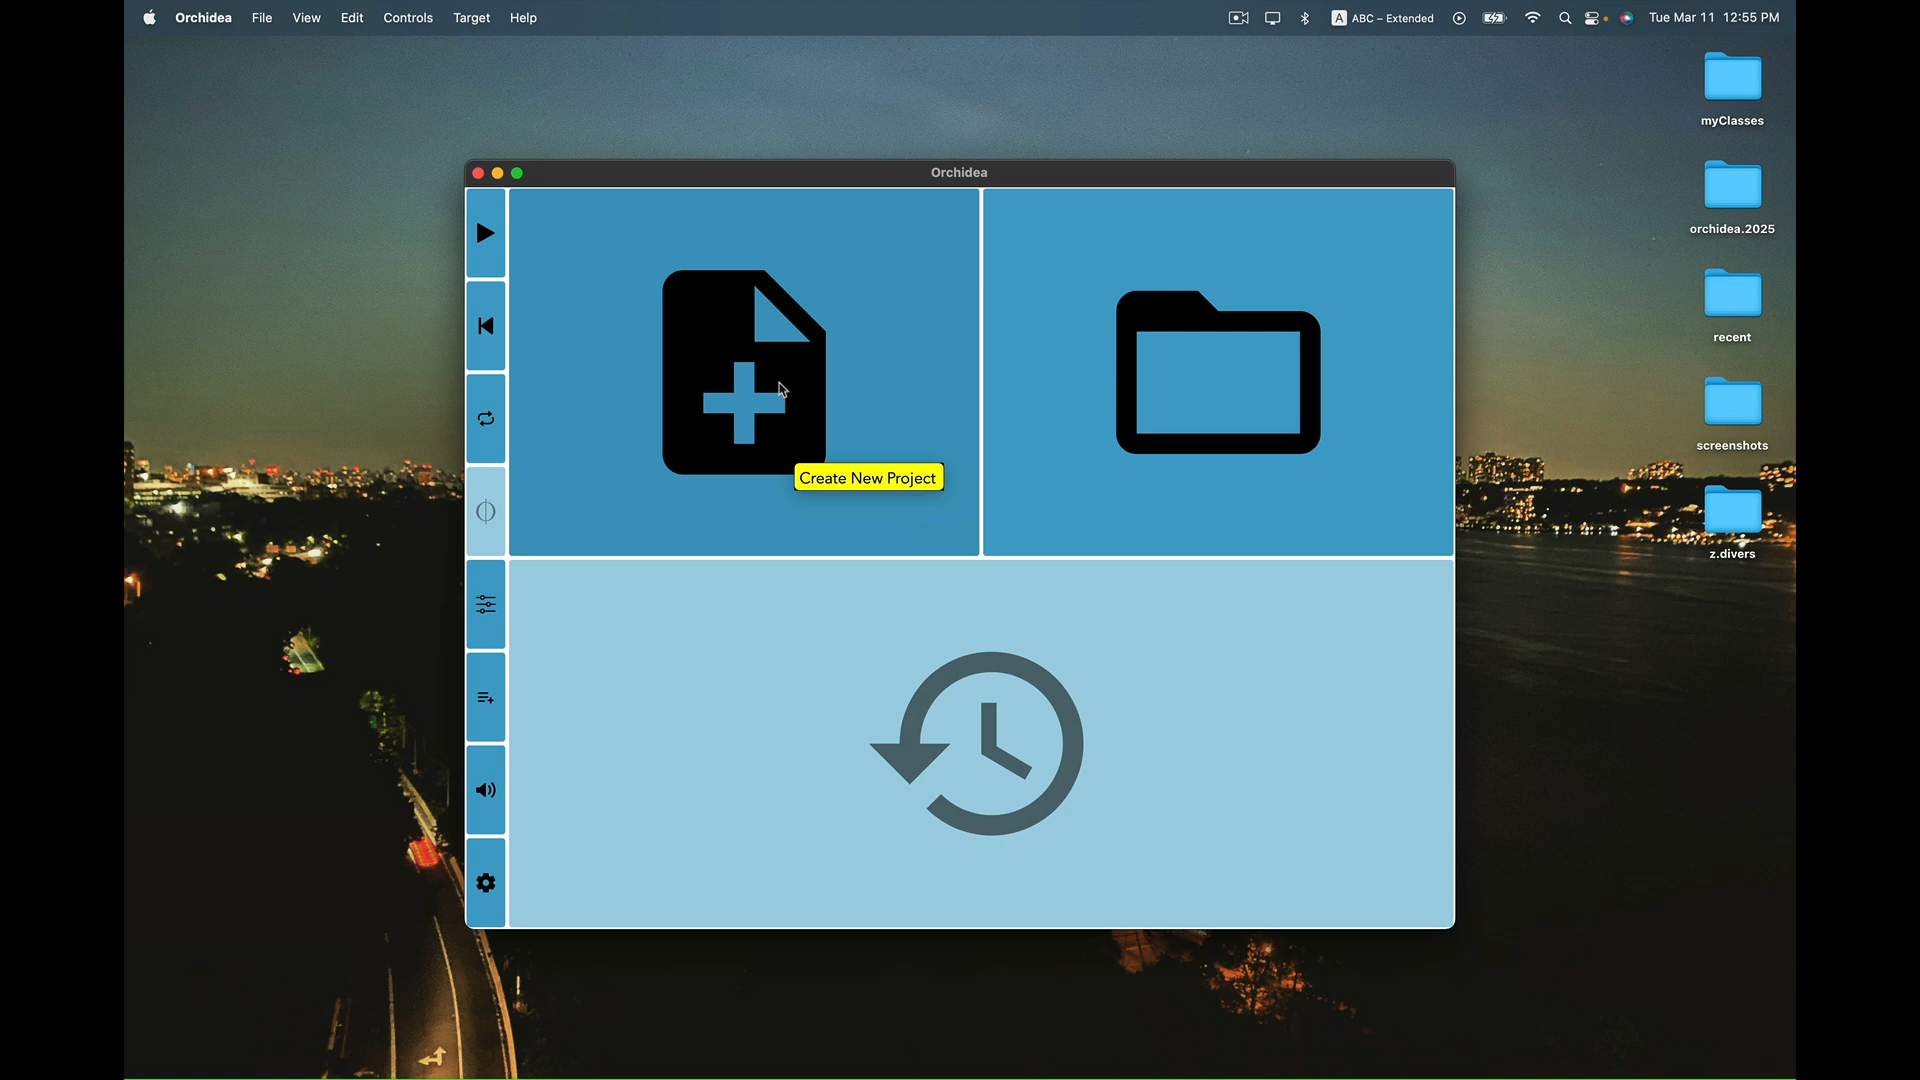 Orchidea File View Edit Controls Target Help A ABC – Extended Tue Mar 11 12:55 PM
myClasses
Orchidea
orchidea.2025
recent
screenshots
Create New Project
z.divers